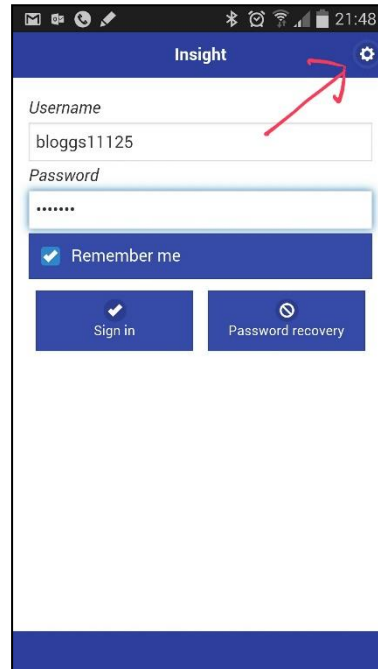 21:48
Insight
Username
bloggs11125
Password
•••••••
Remember me
Sign in
Password recovery